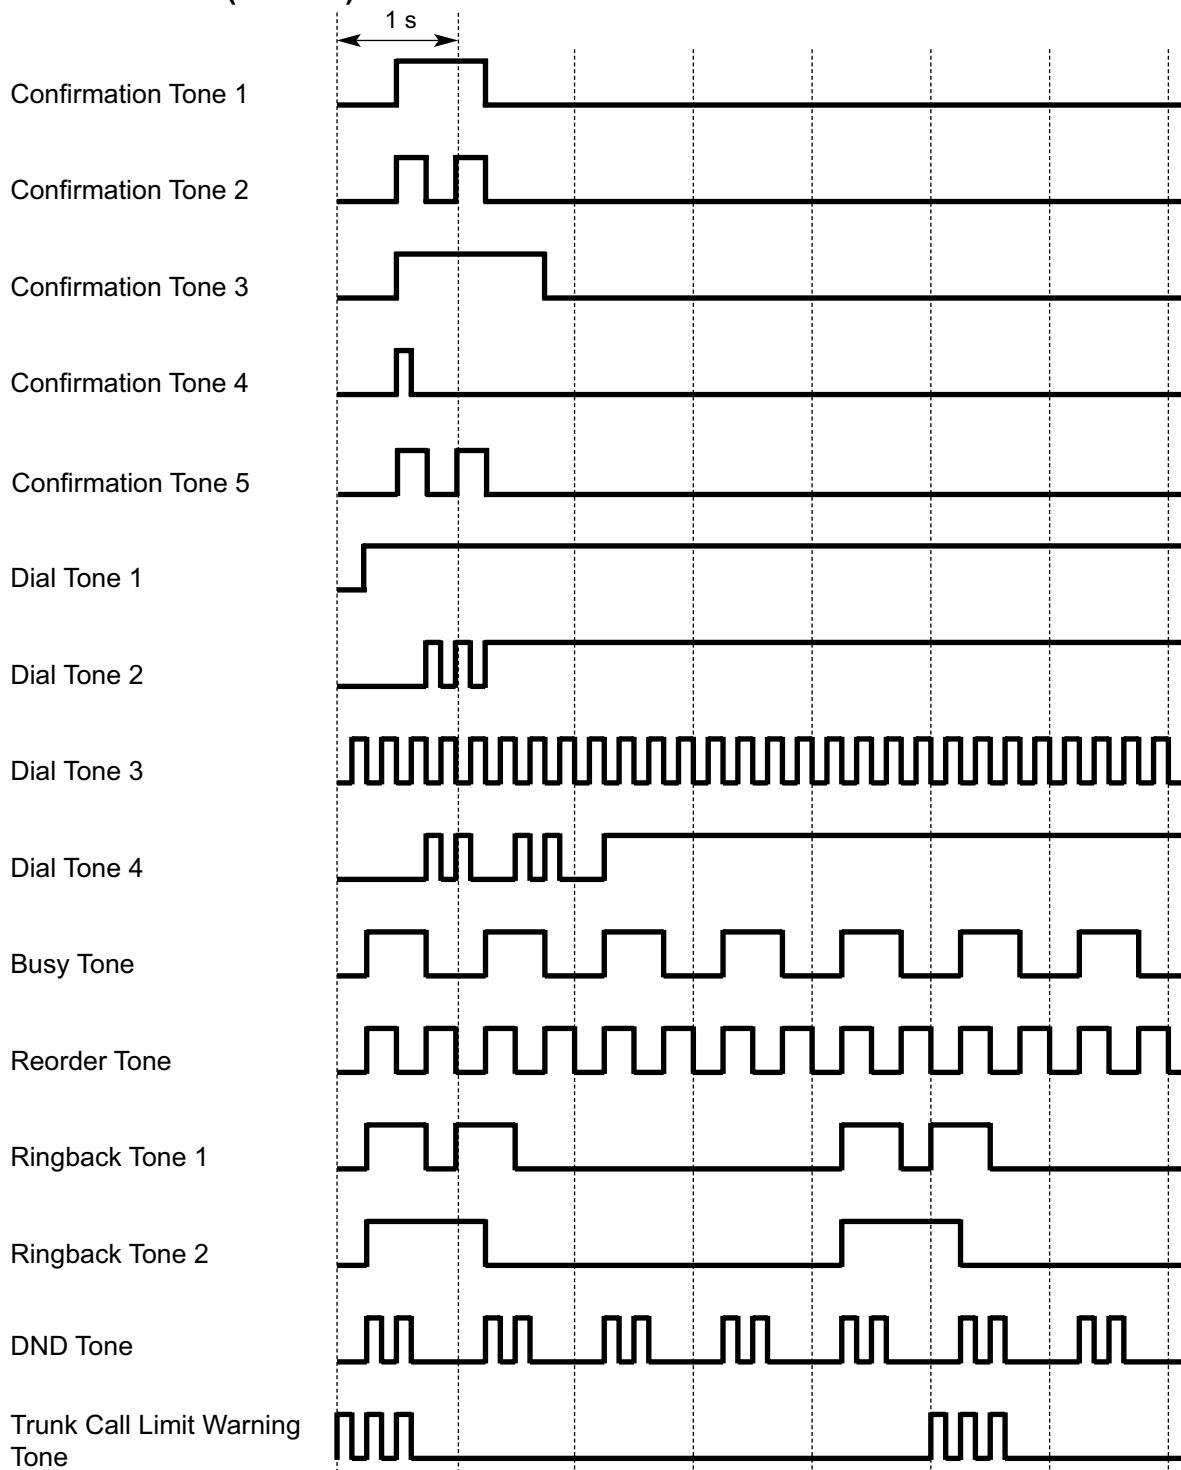 1 s
Confirmation Tone 1
Confirmation Tone 2
Confirmation Tone 3
Confirmation Tone 4
Confirmation Tone 5
Dial Tone 1
Dial Tone 2
Dial Tone 3
Dial Tone 4
Busy Tone
Reorder Tone
Ringback Tone 1
Ringback Tone 2
DND Tone
Trunk Call Limit Warning
Tone